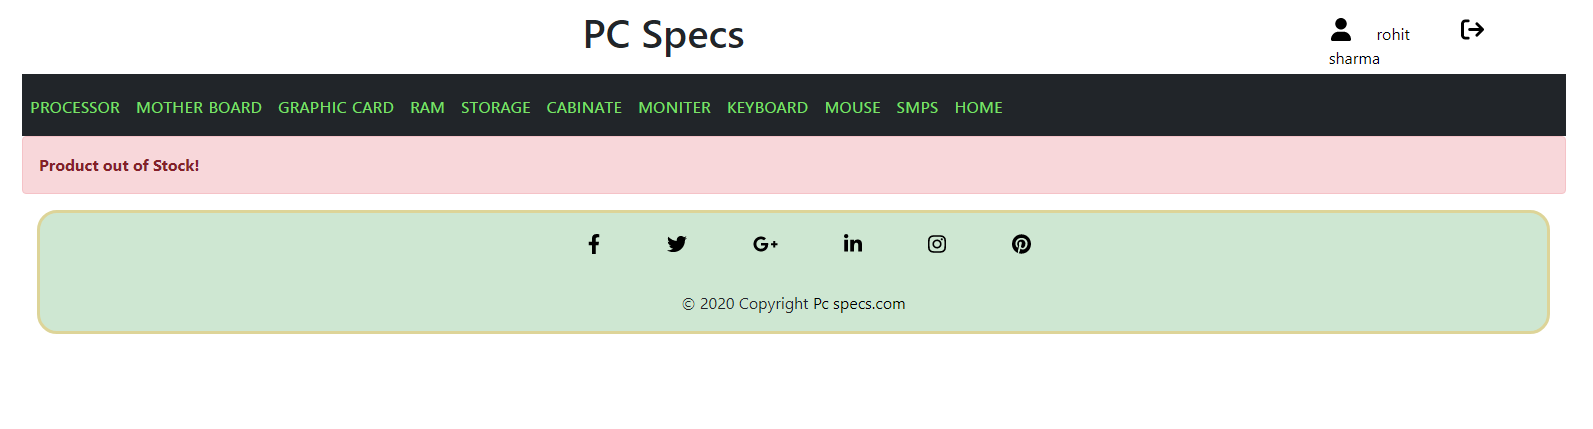 PC Specs
rohit
sharma
PROCESSOR MOTHER BOARD GRAPHIC CARD RAM STORAGE CABINATE MONITER KEYBOARD MOUSE SMPS HOME
Product out of Stock!
© 2020 Copyright Pc specs.com